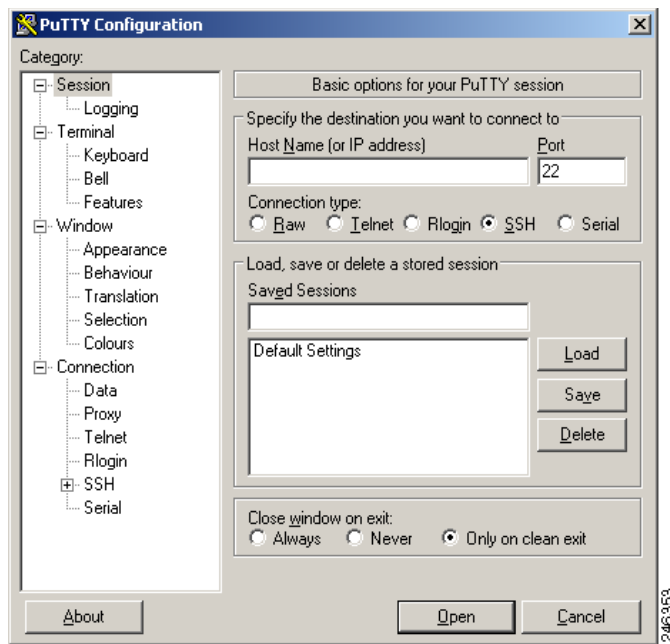 PuTTY Configuration
Category:
Session
Logging
Terminal
Keyboard
Bell
Features
Window
Appearance
Behaviour
Translation
Selection
Colours
Connection
Data
Proxy
Telnet
Rlogin
SSH
Serial
Basic options for your PuTTY session
Specify the destination you want to connect to
Host Name (or IP address) Port
22
Connection type:
Raw Telnet Rlogin SSH Serial
Load, save or delete a stored session
Saved Sessions
Default Settings
Load
Save
Delete
Close window on exit:
Always Never Only on clean exit
About Open Cancel